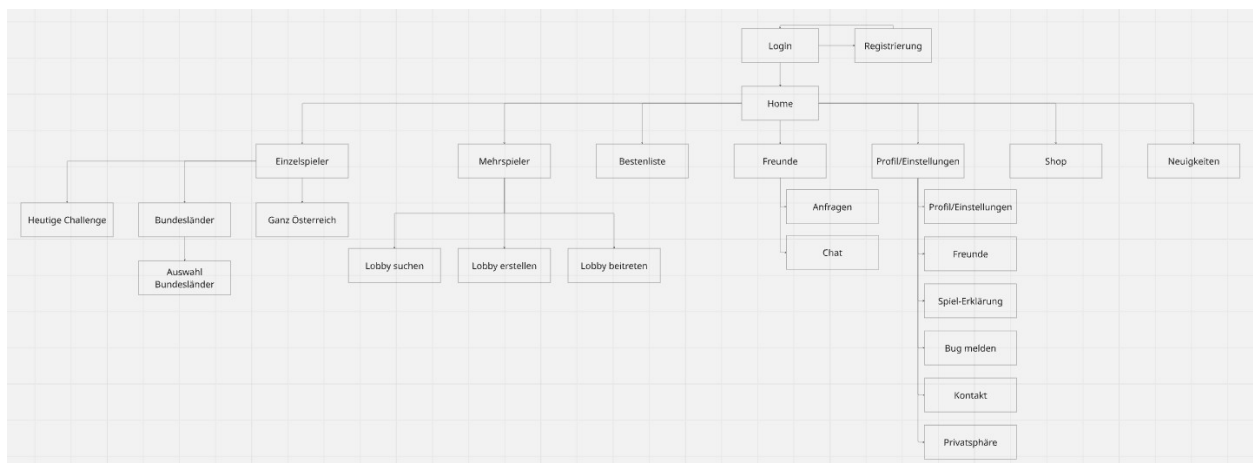 Login
Registrierung
Home
Einzelspieler
Mehrspieler
Bestenliste
Freunde
Profil/Einstellungen
Shop
Neuigkeiten
Heutige Challenge
Bundesländer
Ganz Österreich
Auswahl
Bundesländer
Lobby suchen
Lobby erstellen
Lobby beitreten
Anfragen
Chat
Profil/Einstellungen
Freunde
Spiel-Erklärung
Bug melden
Kontakt
Privatsphäre